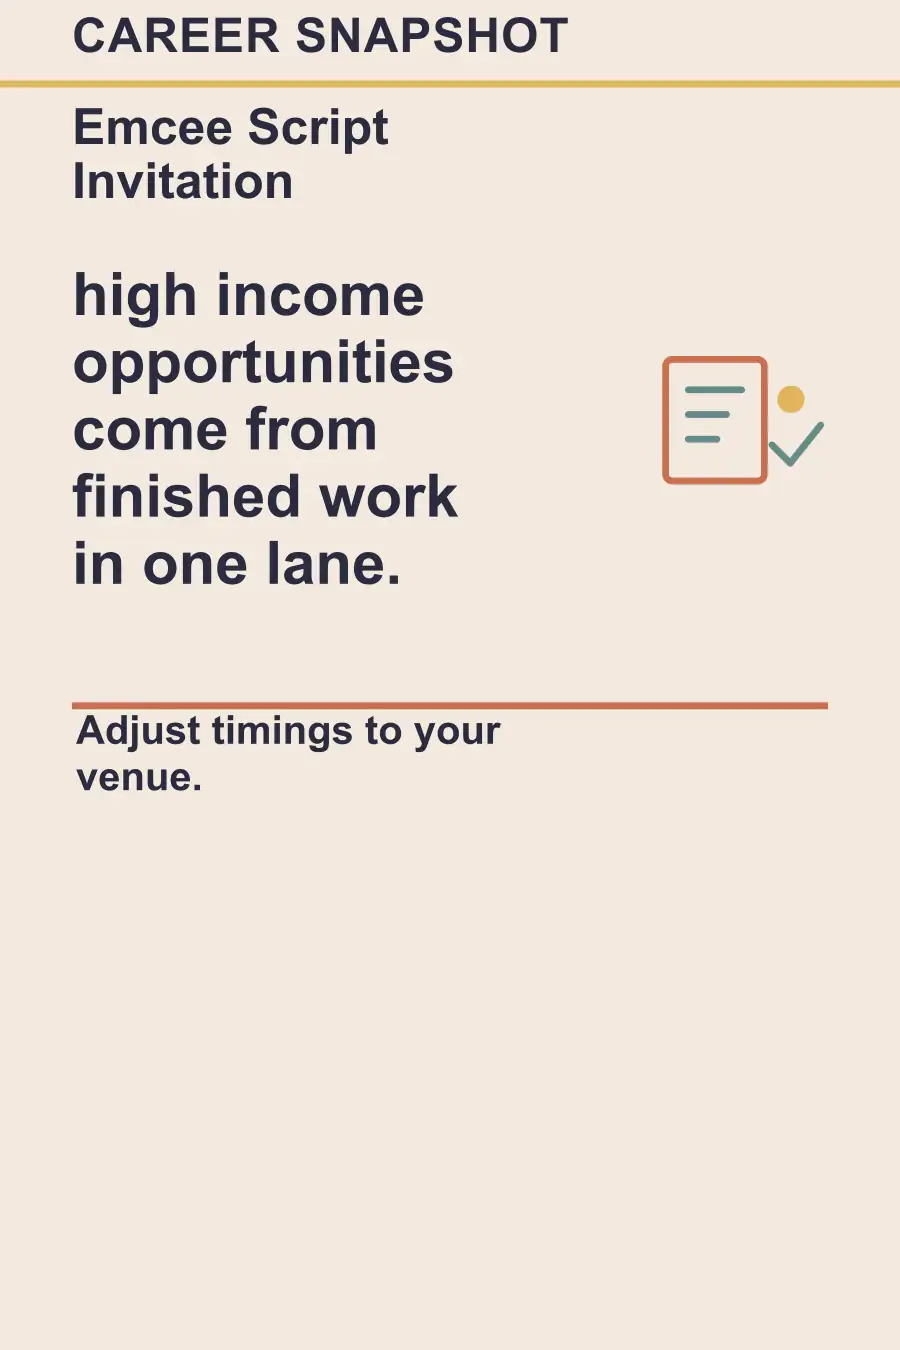 CAREER SNAPSHOT
Emcee Script
Invitation
high income
opportunities
come from
finished work
in one lane.
Adjust timings to your
venue.